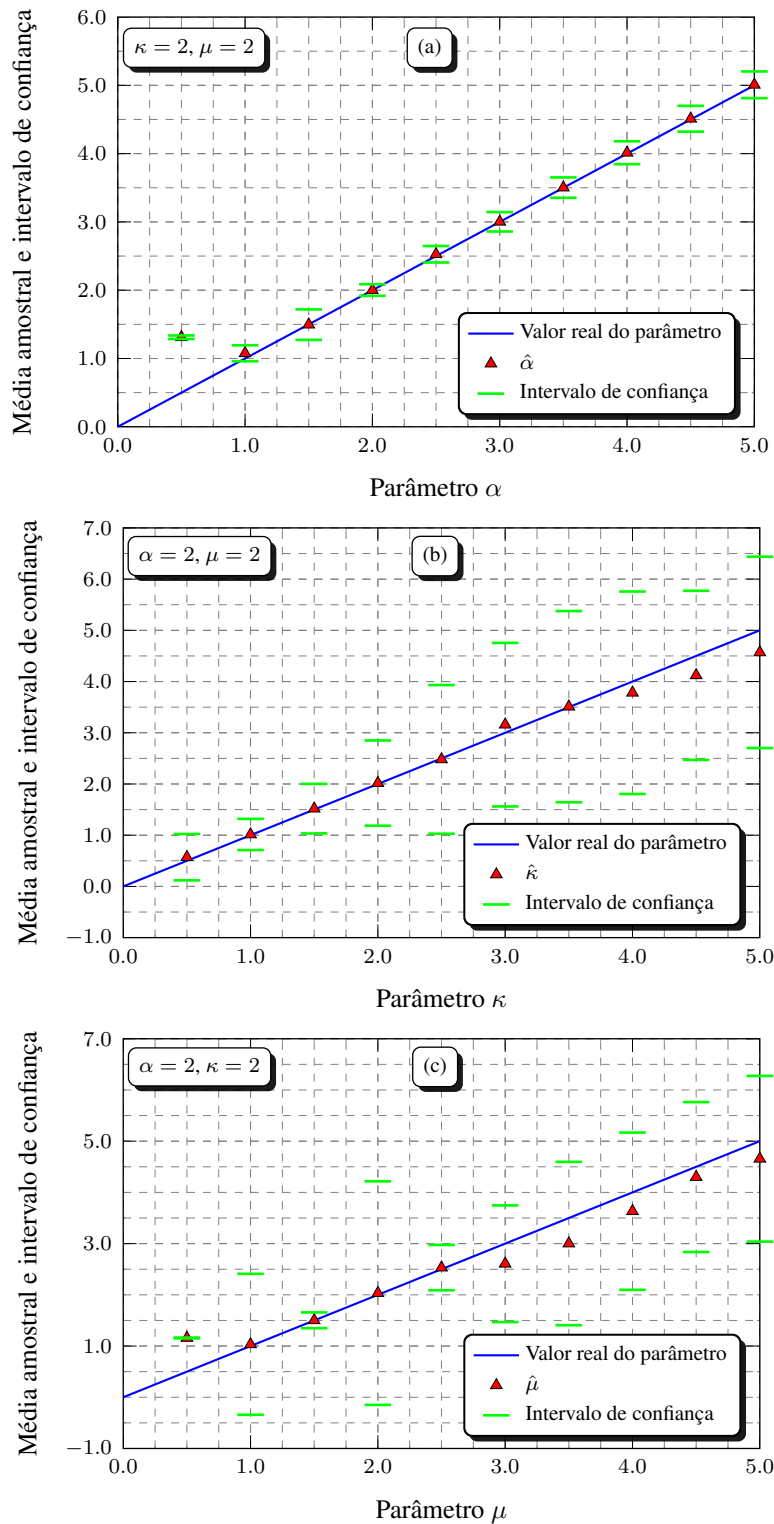 Média amostral e intervalo de confiança
6.0
5.0
4.0
3.0
2.0
1.0
0.0
κ = 2, μ = 2
(a)
Valor real do parâmetro
α̂
Intervalo de confiança
0.0 1.0 2.0 3.0 4.0 5.0
Parâmetro α
Média amostral e intervalo de confiança
7.0
6.0
5.0
4.0
3.0
2.0
1.0
0.0
−1.0
α = 2, μ = 2
(b)
Valor real do parâmetro
κ̂
Intervalo de confiança
0.0 1.0 2.0 3.0 4.0 5.0
Parâmetro κ
Média amostral e intervalo de confiança
7.0
5.0
3.0
1.0
−1.0
α = 2, κ = 2
(c)
Valor real do parâmetro
μ̂
Intervalo de confiança
0.0 1.0 2.0 3.0 4.0 5.0
Parâmetro μ